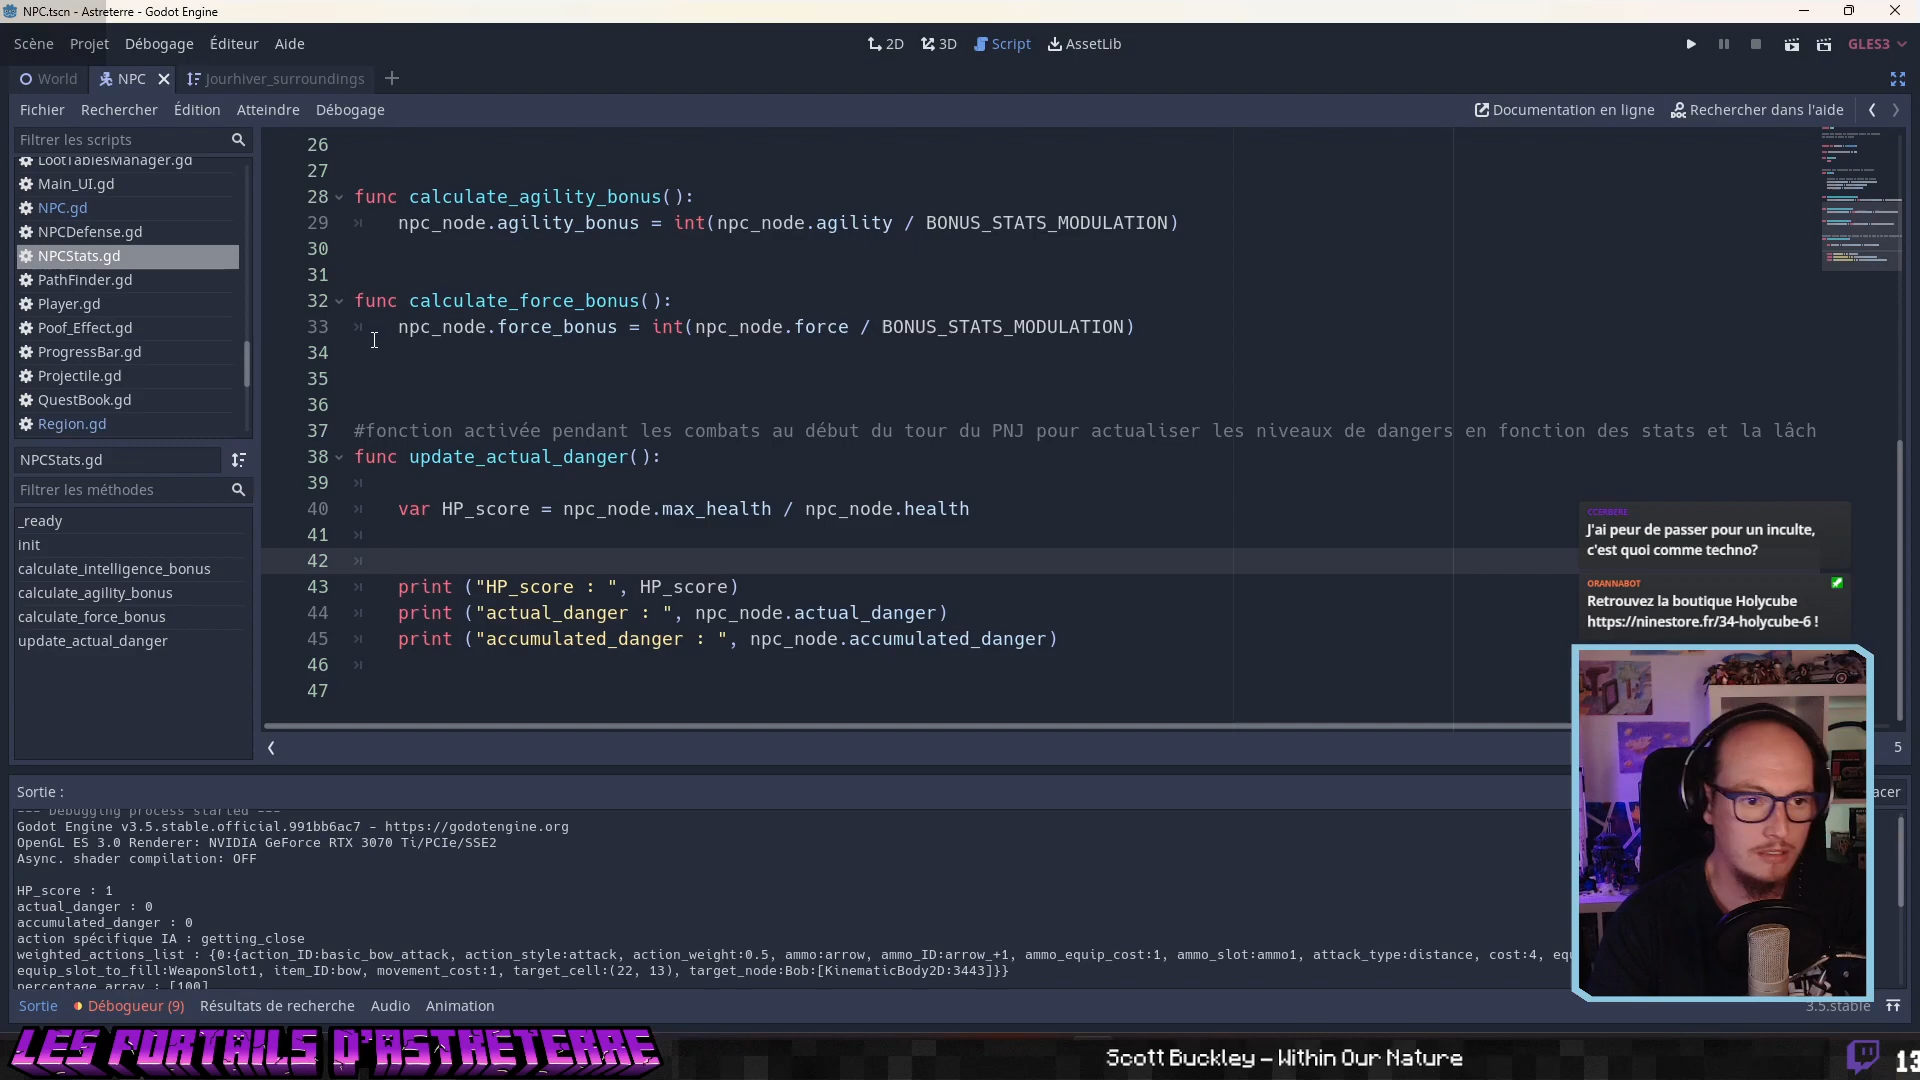 NPC.tscn - Astreterre - Godot Engine
Scène Projet Débogage Éditeur Aide
2D 3D Script AssetLib
GLES3
World NPC Jourhiver_surroundings
Fichier Rechercher Édition Atteindre Débogage
Documentation en ligne Rechercher dans l'aide
Filtrer les scripts
LootTablesManager.gd
Main_UI.gd
NPC.gd
NPCDefense.gd
NPCStats.gd
PathFinder.gd
Player.gd
Poof_Effect.gd
ProgressBar.gd
Projectile.gd
QuestBook.gd
Region.gd
NPCStats.gd
Filtrer les méthodes
_ready
init
calculate_intelligence_bonus
calculate_agility_bonus
calculate_force_bonus
update_actual_danger
26
27
28 func calculate_agility_bonus():
29 npc_node.agility_bonus = int(npc_node.agility / BONUS_STATS_MODULATION)
30
31
32 func calculate_force_bonus():
33 npc_node.force_bonus = int(npc_node.force / BONUS_STATS_MODULATION)
34
35
36
37 #fonction activée pendant les combats au début du tour du PNJ pour actualiser les niveaux de dangers en fonction des stats et la lâch
38 func update_actual_danger():
39
40 var HP_score = npc_node.max_health / npc_node.health
41
42
43 print ("HP_score : ", HP_score)
44 print ("actual_danger : ", npc_node.actual_danger)
45 print ("accumulated_danger : ", npc_node.accumulated_danger)
46
47
CCERBERE
J'ai peur de passer pour un inculte,
c'est quoi comme techno?
ORANNABOT
Retrouvez la boutique Holycube
https://ninestore.fr/34-holycube-6 !
5
Sortie :
acer
--- Debugging process started ---
Godot Engine v3.5.stable.official.991bb6ac7 - https://godotengine.org
OpenGL ES 3.0 Renderer: NVIDIA GeForce RTX 3070 Ti/PCIe/SSE2
Async. shader compilation: OFF
HP_score : 1
actual_danger : 0
accumulated_danger : 0
action spécifique IA : getting_close
weighted_actions_list : {0:{action_ID:basic_bow_attack, action_style:attack, action_weight:0.5, ammo:arrow, ammo_ID:arrow_+1, ammo_equip_cost:1, ammo_slot:ammo1, attack_type:distance, cost:4, eq
equip_slot_to_fill:WeaponSlot1, item_ID:bow, movement_cost:1, target_cell:(22, 13), target_node:Bob:[KinematicBody2D:3443]}}
percentage_array : [100]
Sortie Débogueur (9) Résultats de recherche Audio Animation
3.5.stable
LES PORTAILS D'ASTRETERRE
Scott Buckley – Within Our Nature
13